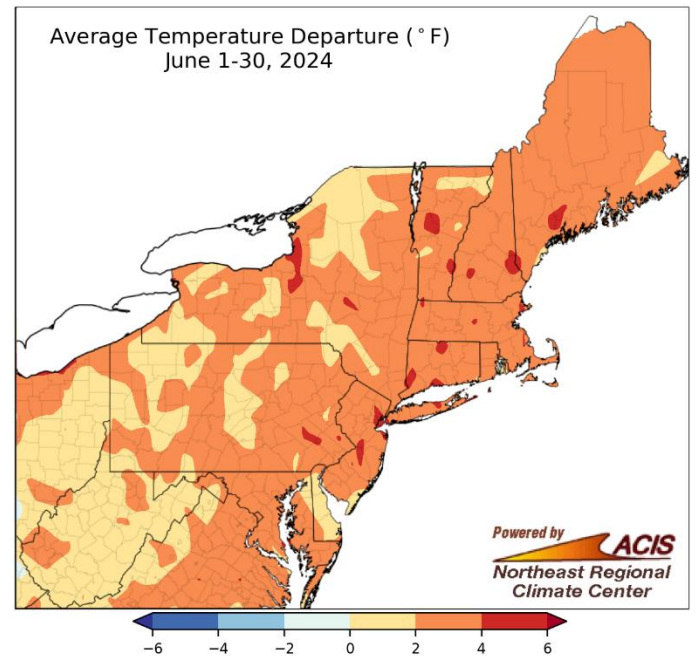 Average Temperature Departure (°F)
June 1-30, 2024
Powered by
ACIS
Northeast Regional
Climate Center
−6 −4 −2 0 2 4 6